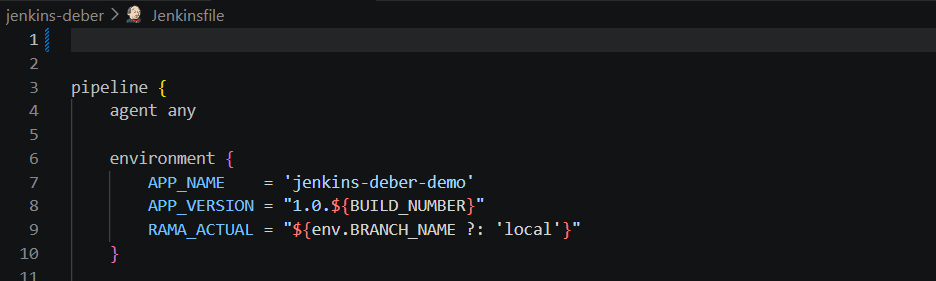 jenkins-deber > Jenkinsfile
1
2
3 pipeline {
4     agent any
5
6     environment {
7         APP_NAME    = 'jenkins-deber-demo'
8         APP_VERSION = "1.0.${BUILD_NUMBER}"
9         RAMA_ACTUAL = "${env.BRANCH_NAME ?: 'local'}"
10     }
11